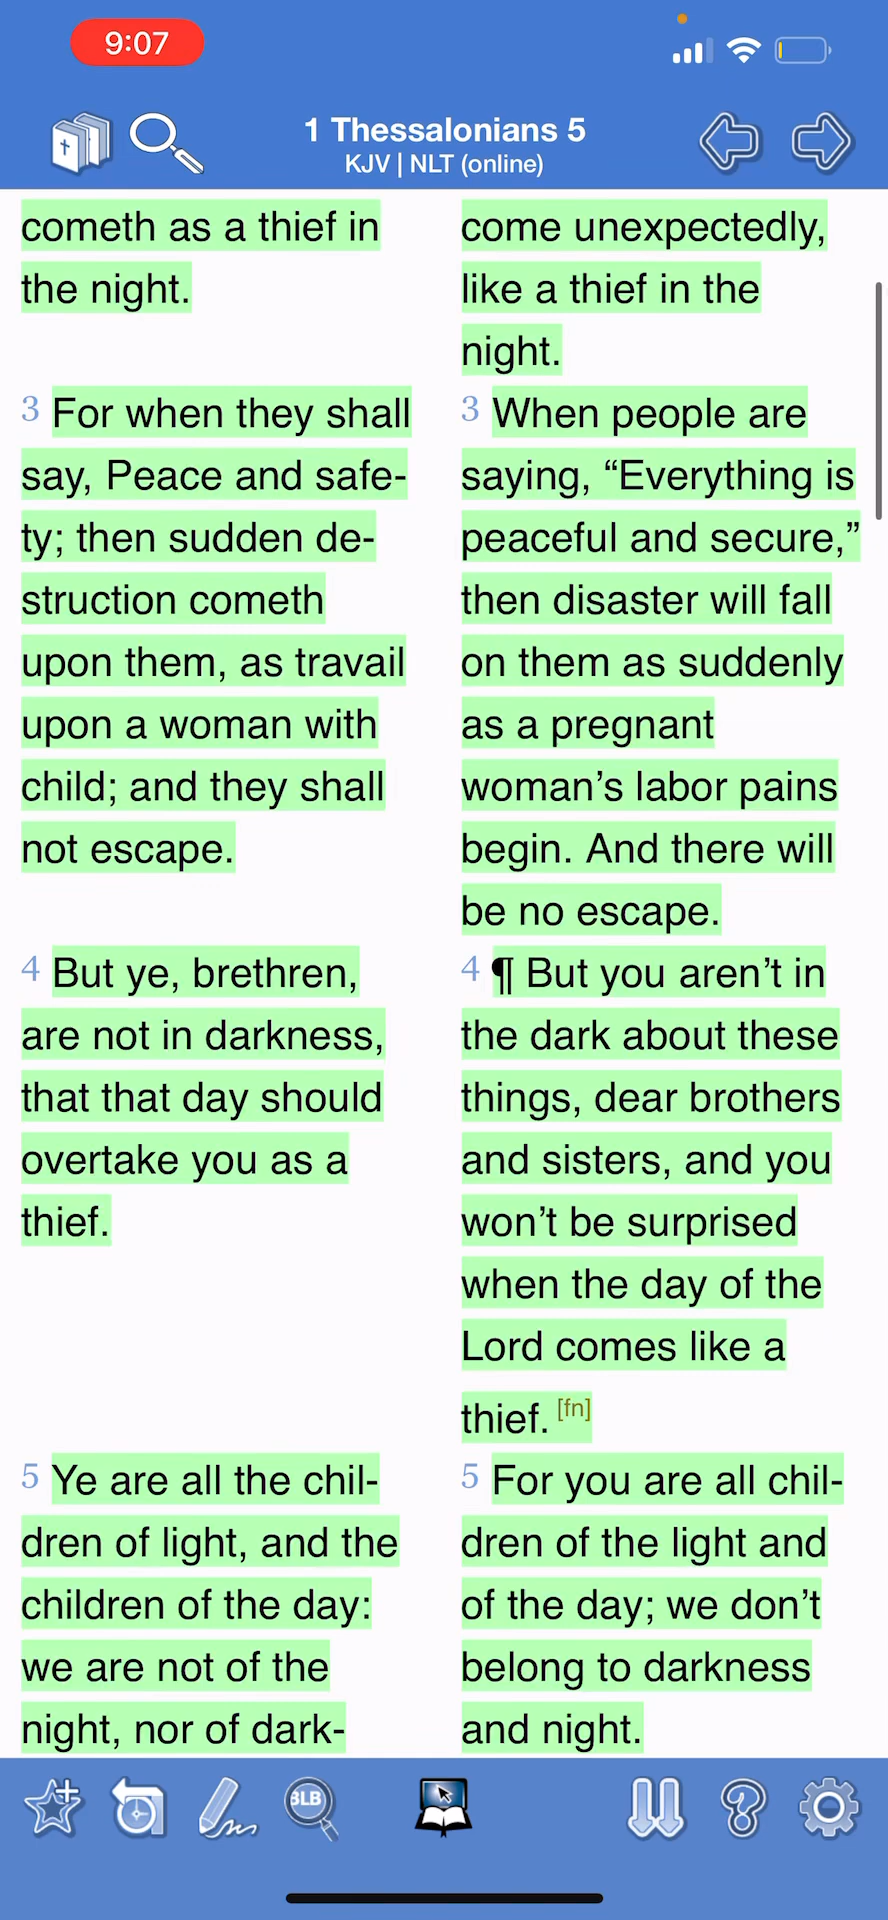 9:07
1 Thessalonians 5
KJV | NLT (online)
cometh as a thief in
the night.
3 For when they shall
say, Peace and safe-
ty; then sudden de-
struction cometh
upon them, as travail
upon a woman with
child; and they shall
not escape.
4 But ye, brethren,
are not in darkness,
that that day should
overtake you as a
thief.
5 Ye are all the chil-
dren of light, and the
children of the day:
we are not of the
night, nor of dark-
come unexpectedly,
like a thief in the
night.
3 When people are
saying, “Everything is
peaceful and secure,”
then disaster will fall
on them as suddenly
as a pregnant
woman’s labor pains
begin. And there will
be no escape.
4 ¶ But you aren’t in
the dark about these
things, dear brothers
and sisters, and you
won’t be surprised
when the day of the
Lord comes like a
thief. [fn]
5 For you are all chil-
dren of the light and
of the day; we don’t
belong to darkness
and night.
BLB